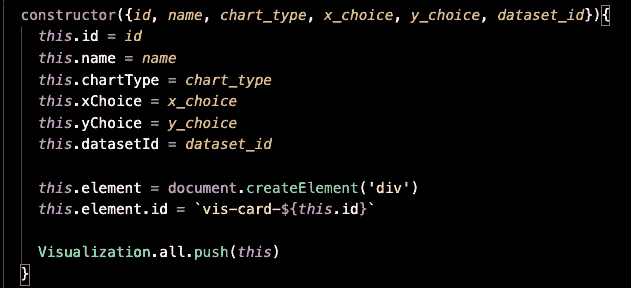 constructor({id, name, chart_type, x_choice, y_choice, dataset_id}){
this.id = id
this.name = name
this.chartType = chart_type
this.xChoice = x_choice
this.yChoice = y_choice
this.datasetId = dataset_id
this.element = document.createElement('div')
this.element.id = `vis-card-${this.id}`
Visualization.all.push(this)
}